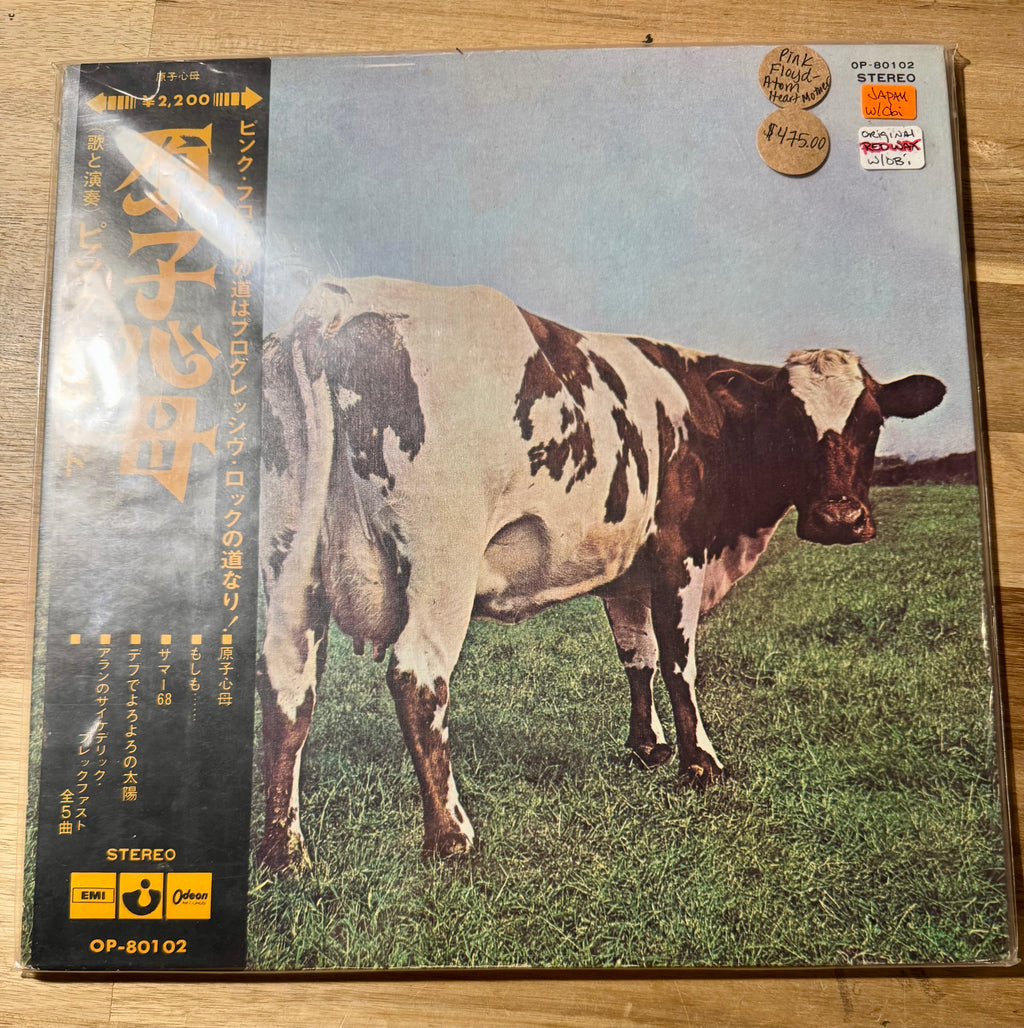 原子心母
¥2,200
ピンク・フロ
の道はプログレッシヴ・ロックの道なり!
原子心母
(歌と演奏)
ト
■原子心母
■もしも……
■サマー68
■デブでよろよろの太陽
■アランのサイケデリック・
ブレックファスト
■
全5曲
STEREO
EMI
Odeon
OP-80102
Pink
Floyd-
Atom
Heart Mother
$475.00
OP-80102
STEREO
JAPAN
w/obi
ORIGINAL
RED WAX
W/OBi